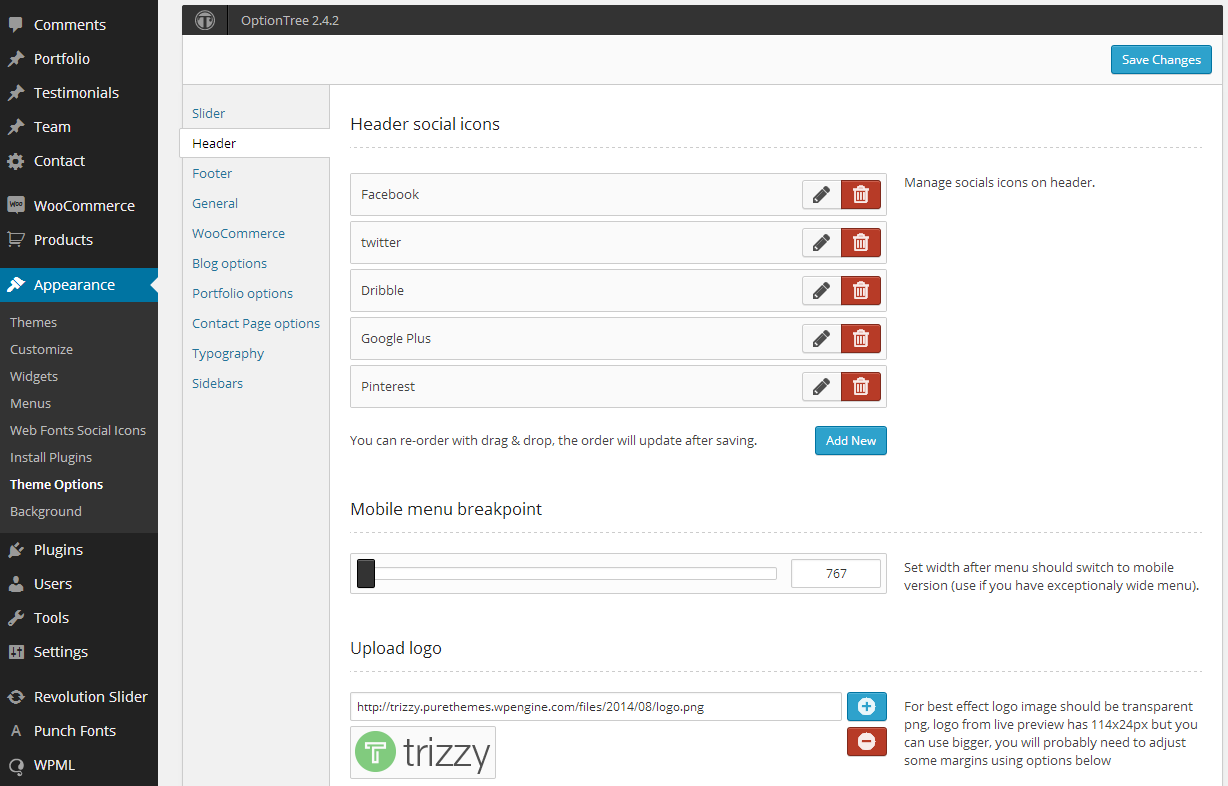 Comments
Portfolio
Testimonials
Team
Contact
Woo WooCommerce
Products
Appearance
Themes
Customize
Widgets
Menus
Web Fonts Social Icons
Install Plugins
Theme Options
Background
Plugins
Users
Tools
Settings
Revolution Slider
A Punch Fonts
WPML
OptionTree 2.4.2
Save Changes
Slider
Header
Footer
General
WooCommerce
Blog options
Portfolio options
Contact Page options
Typography
Sidebars
Header social icons
Facebook
twitter
Dribble
Google Plus
Pinterest
Manage socials icons on header.
You can re-order with drag & drop, the order will update after saving.
Add New
Mobile menu breakpoint
767
Set width after menu should switch to mobile
version (use if you have exceptionaly wide menu).
Upload logo
http://trizzy.purethemes.wpengine.com/files/2014/08/logo.png
T trizzy
For best effect logo image should be transparent
png, logo from live preview has 114x24px but you
can use bigger, you will probably need to adjust
some margins using options below